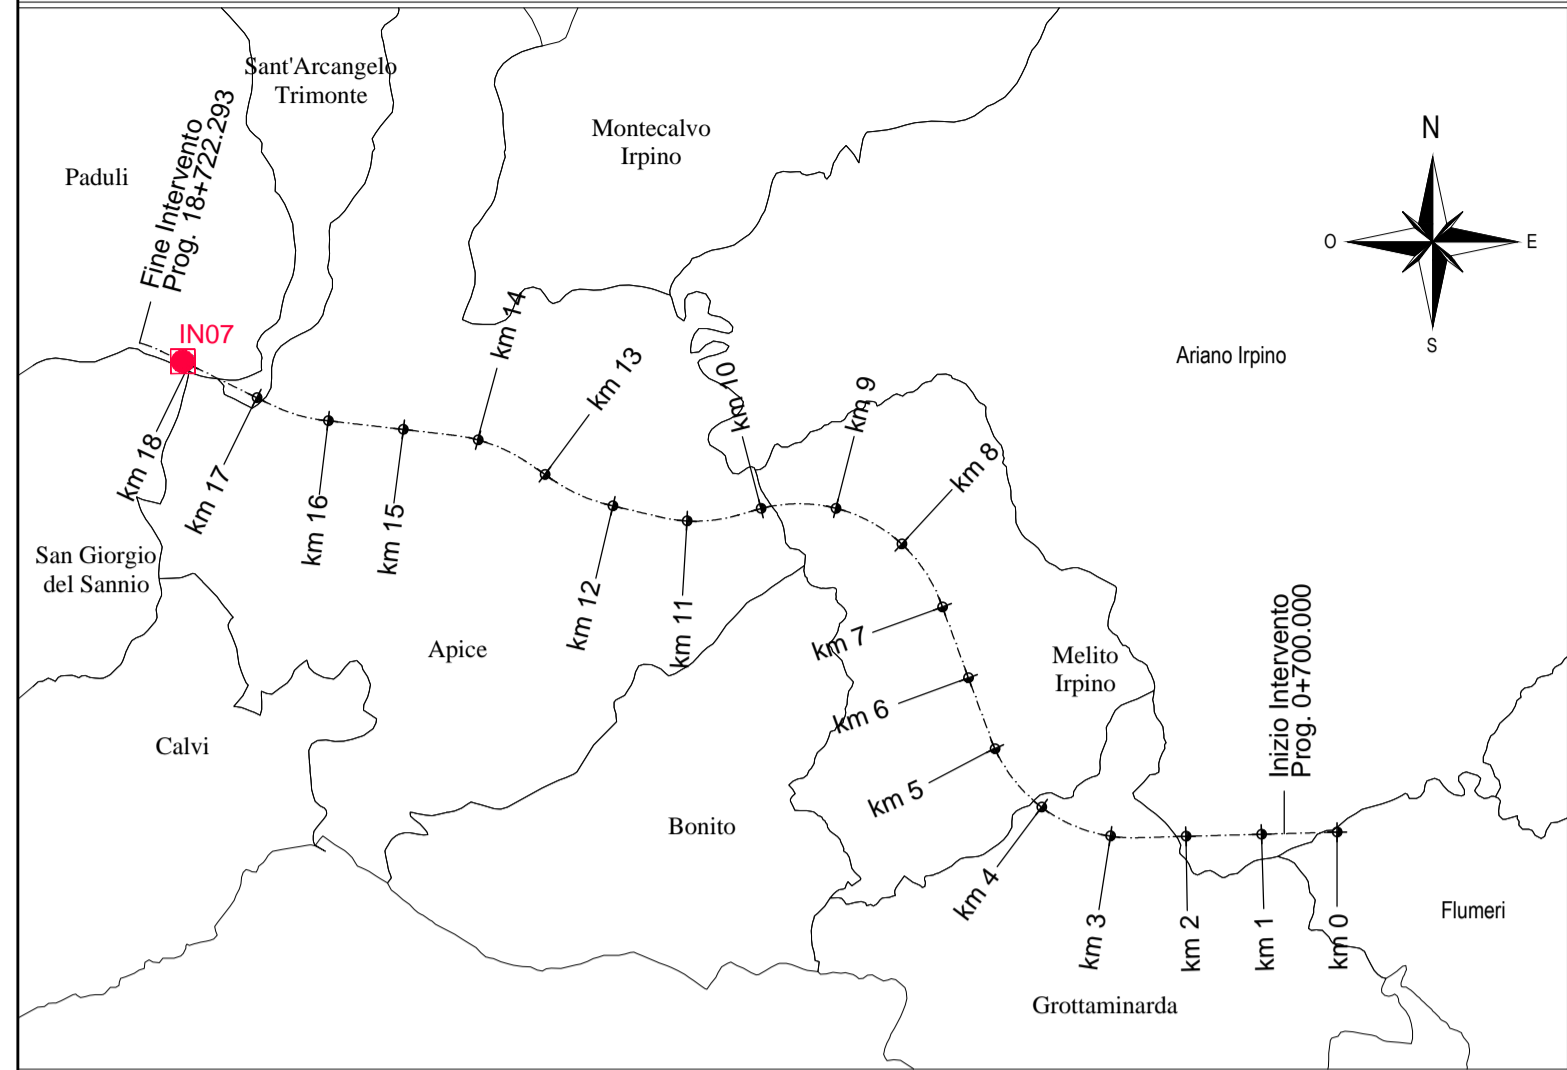 Sant'Arcangelo
Trimonte
Montecalvo
Irpino
Paduli
Fine Intervento
Prog. 18+722.293
N
O
E
S
IN07
Ariano Irpino
km 18
km 17
km 16
km 15
km 14
km 13
km 12
km 11
km 10
km 9
km 8
km 7
km 6
km 5
km 4
km 3
km 2
km 1
km 0
San Giorgio
del Sannio
Apice
Melito
Irpino
Inizio Intervento
Prog. 0+700.000
Calvi
Bonito
Flumeri
Grottaminarda